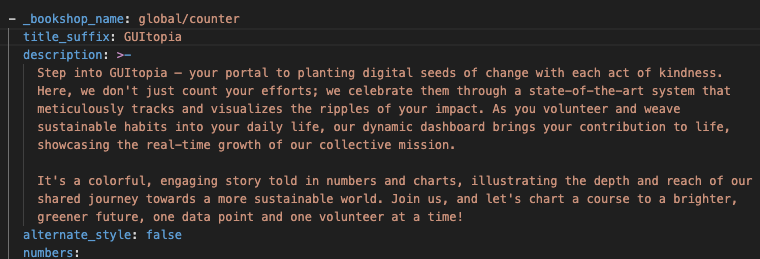 - _bookshop_name: global/counter
title_suffix: GUItopia
description: >-
Step into GUItopia – your portal to planting digital seeds of change with each act of kindness.
Here, we don't just count your efforts; we celebrate them through a state-of-the-art system that
meticulously tracks and visualizes the ripples of your impact. As you volunteer and weave
sustainable habits into your daily life, our dynamic dashboard brings your contribution to life,
showcasing the real-time growth of our collective mission.

It's a colorful, engaging story told in numbers and charts, illustrating the depth and reach of our
shared journey towards a more sustainable world. Join us, and let's chart a course to a brighter,
greener future, one data point and one volunteer at a time!
alternate_style: false
numbers: